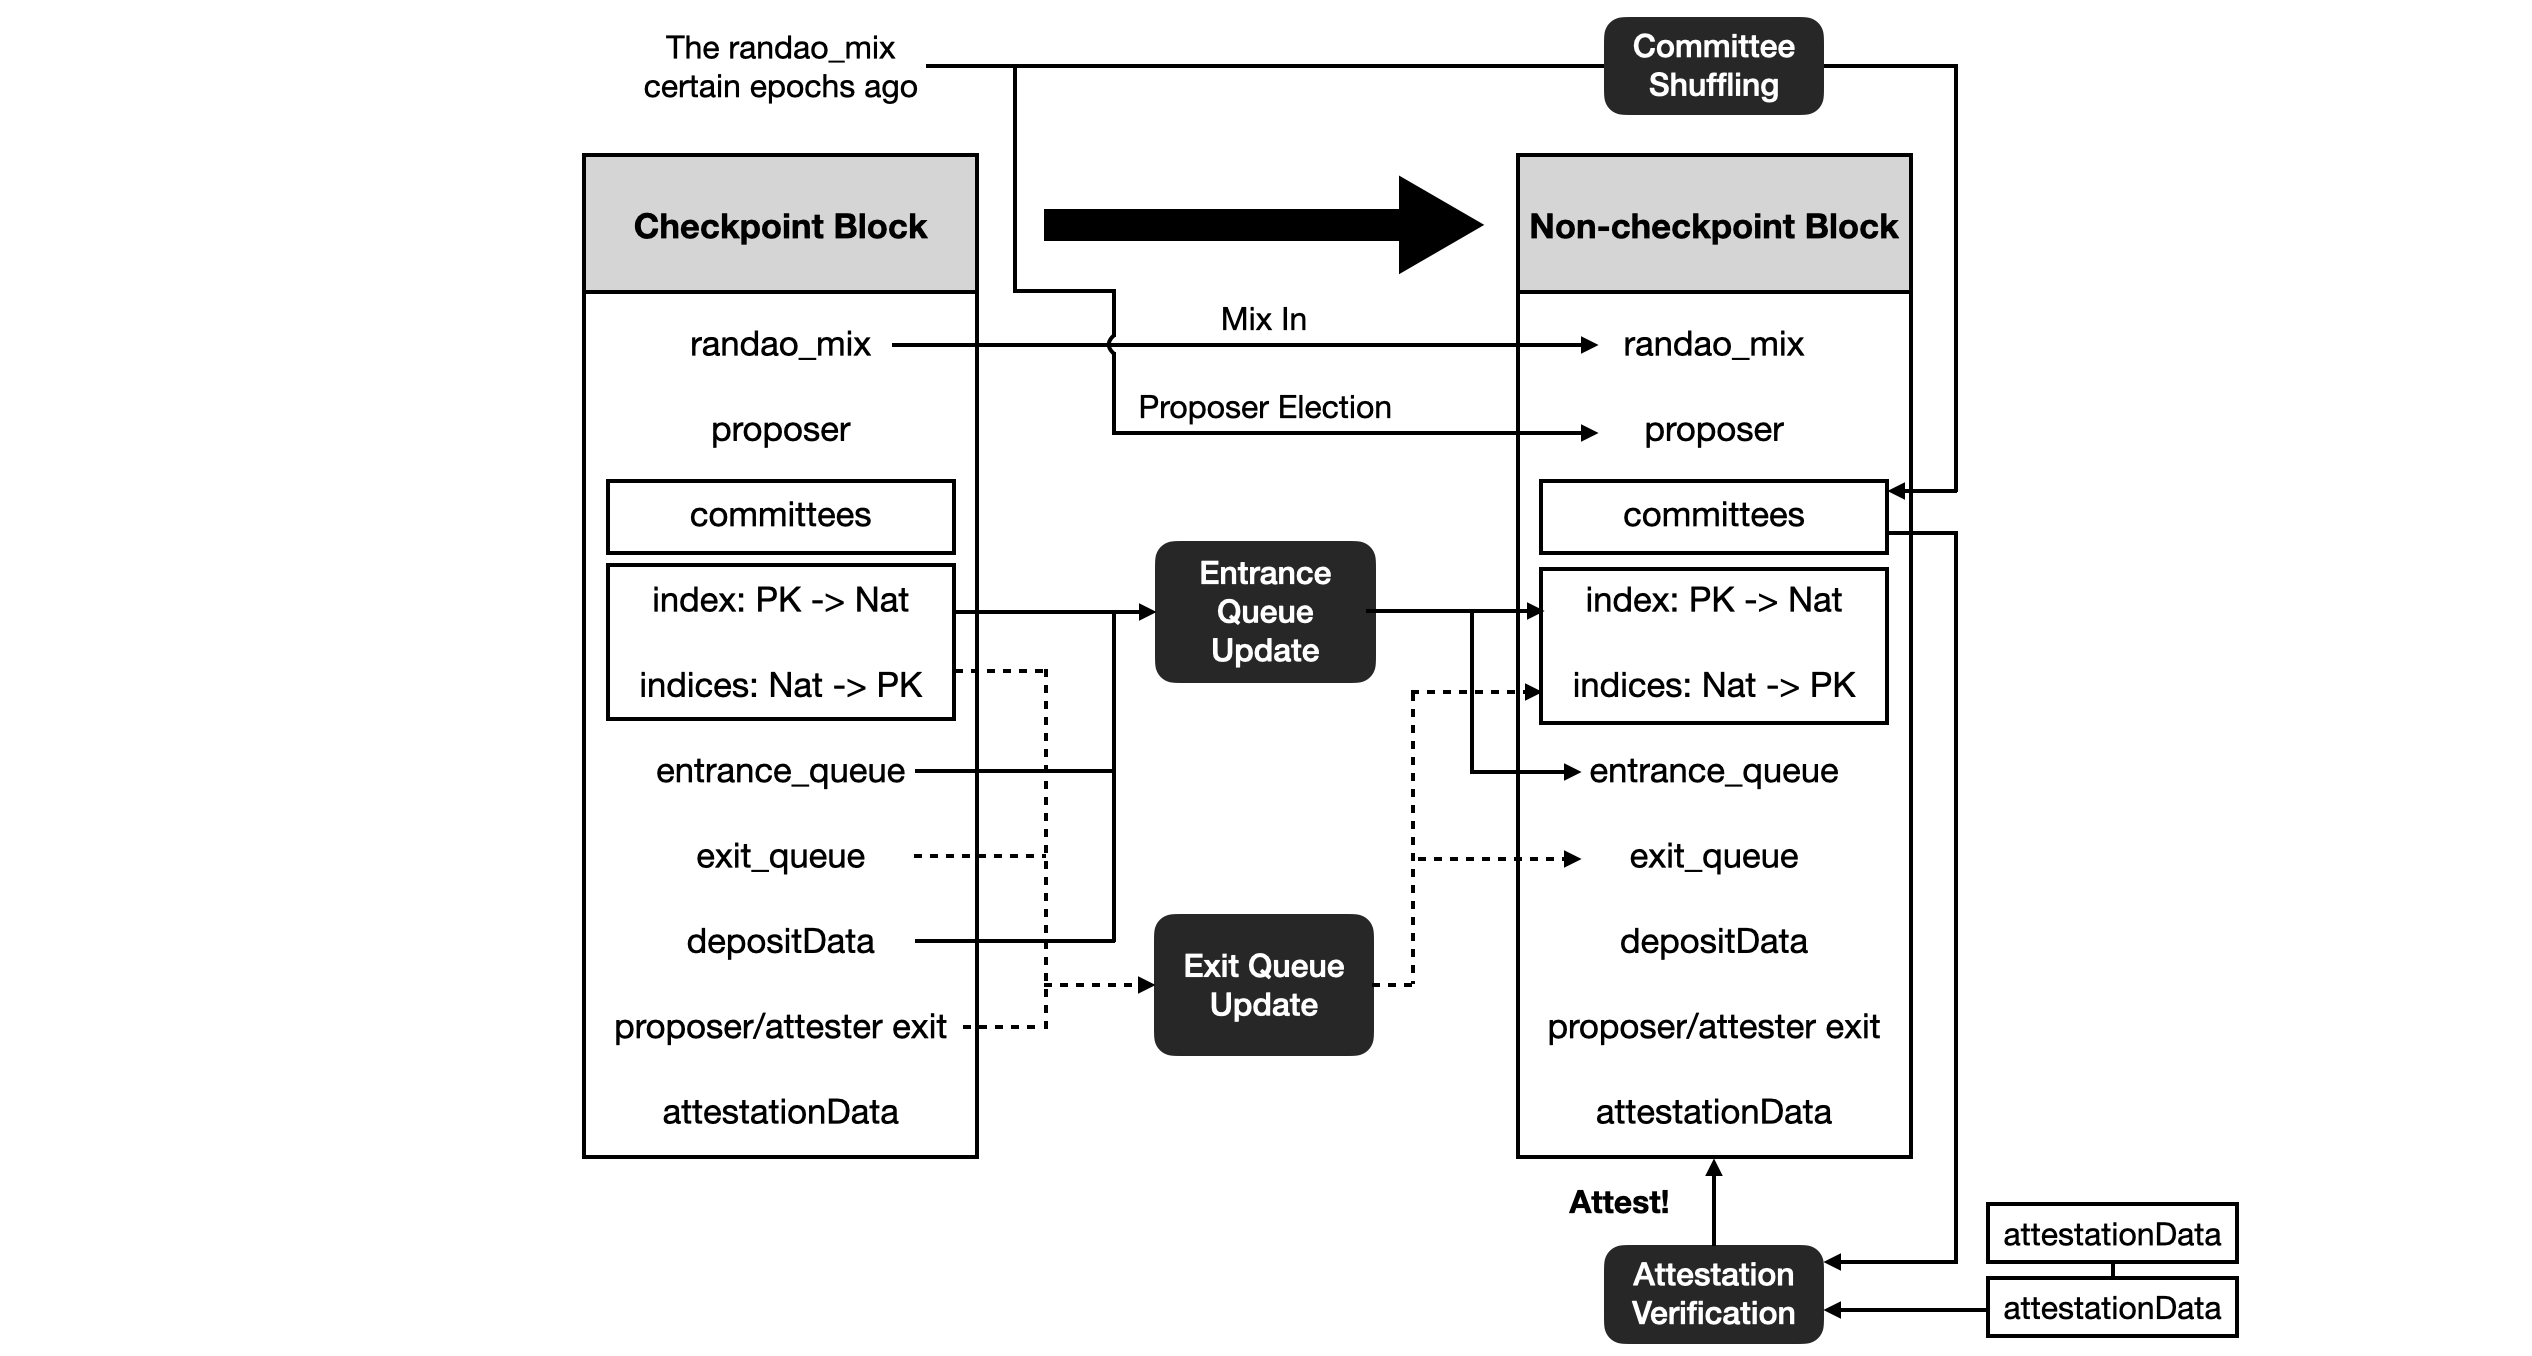 The randao_mix
certain epochs ago
Committee
Shuffling
Checkpoint Block
Non-checkpoint Block
randao_mix
Mix In
randao_mix
proposer
Proposer Election
proposer
committees
committees
index: PK -> Nat
indices: Nat -> PK
Entrance
Queue
Update
index: PK -> Nat
indices: Nat -> PK
entrance_queue
entrance_queue
exit_queue
exit_queue
depositData
depositData
Exit Queue
Update
proposer/attester exit
proposer/attester exit
attestationData
attestationData
Attest!
Attestation
Verification
attestationData
attestationData